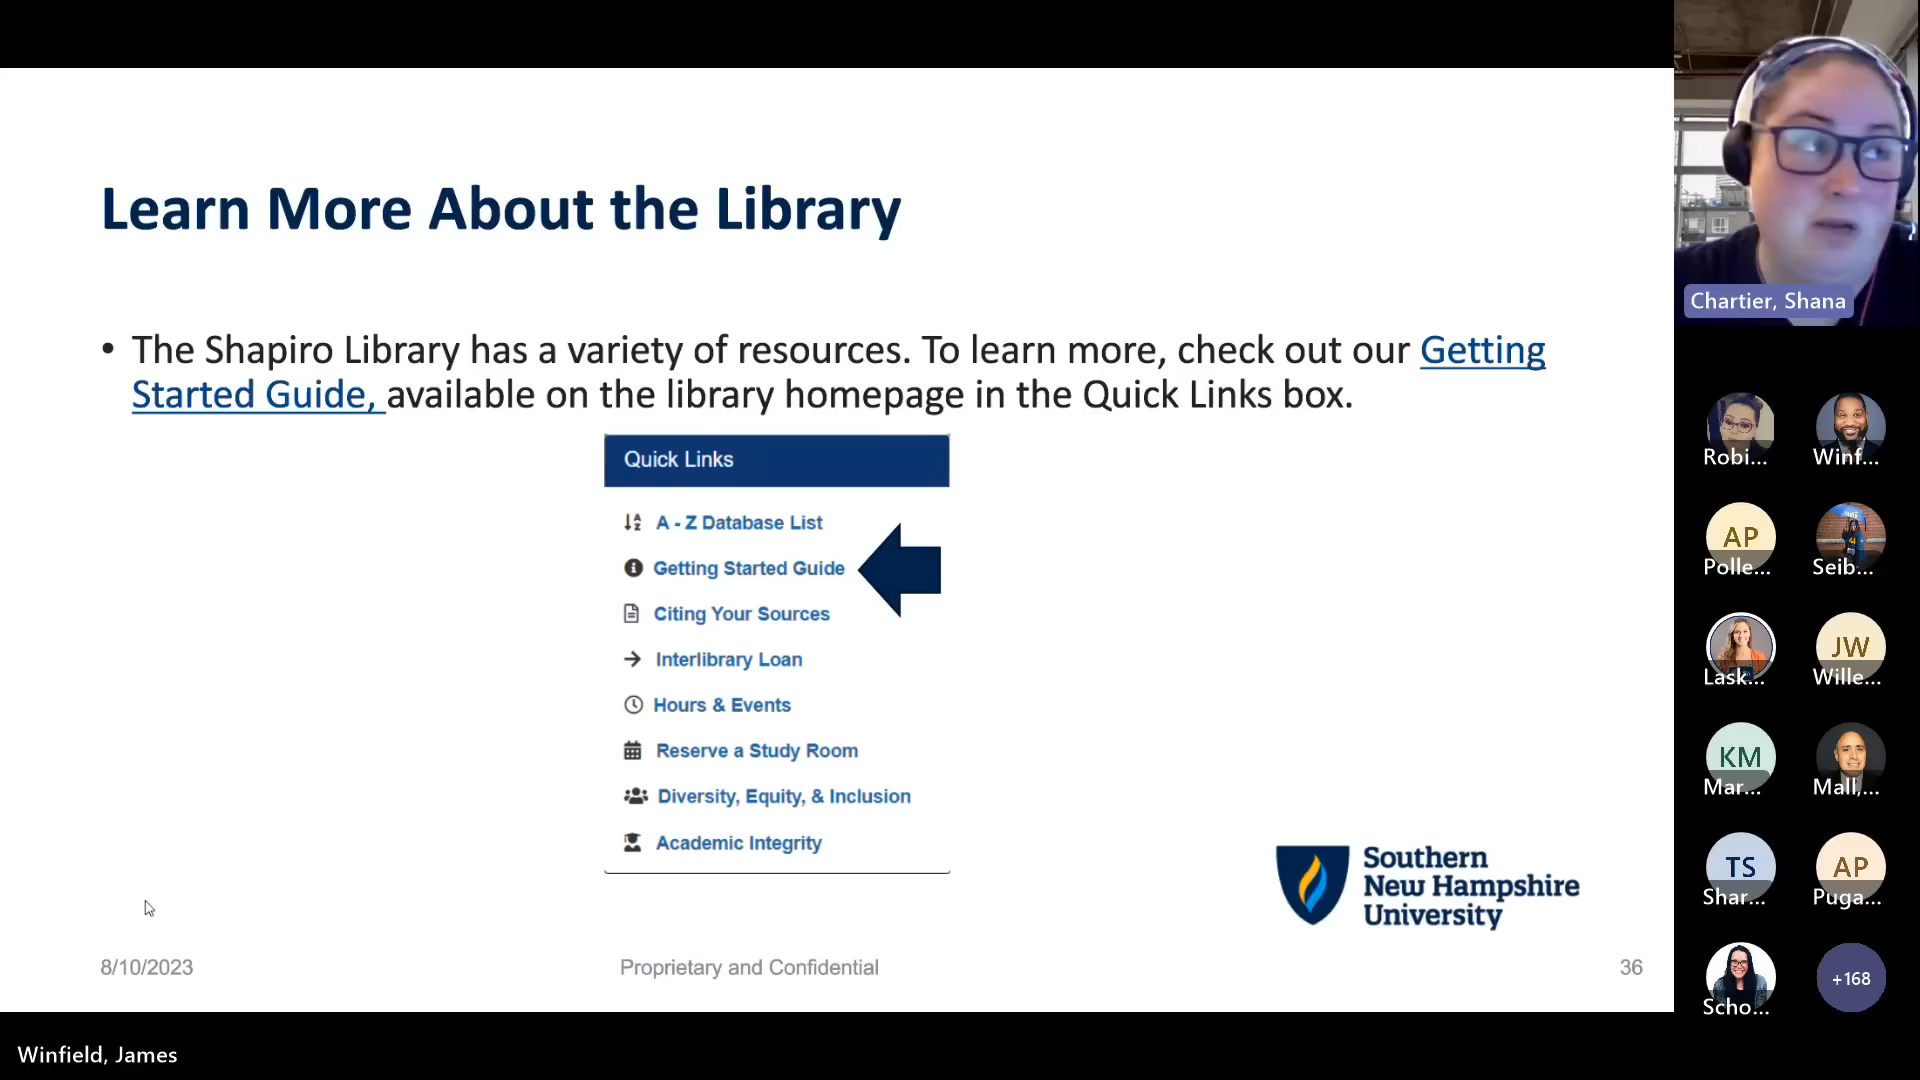 Learn More About the Library
• The Shapiro Library has a variety of resources. To learn more, check out our Getting
Started Guide, available on the library homepage in the Quick Links box.
Quick Links
A - Z Database List
Getting Started Guide
Citing Your Sources
Interlibrary Loan
Hours & Events
Reserve a Study Room
Diversity, Equity, & Inclusion
Academic Integrity
Southern
New Hampshire
University
8/10/2023
Proprietary and Confidential
36
Winfield, James
Chartier, Shana
Robi...
Winf...
AP
Polle...
Seib...
Lask...
JW
Wille...
KM
Mar...
Mall,...
TS
Shar...
AP
Puga...
Scho...
+168